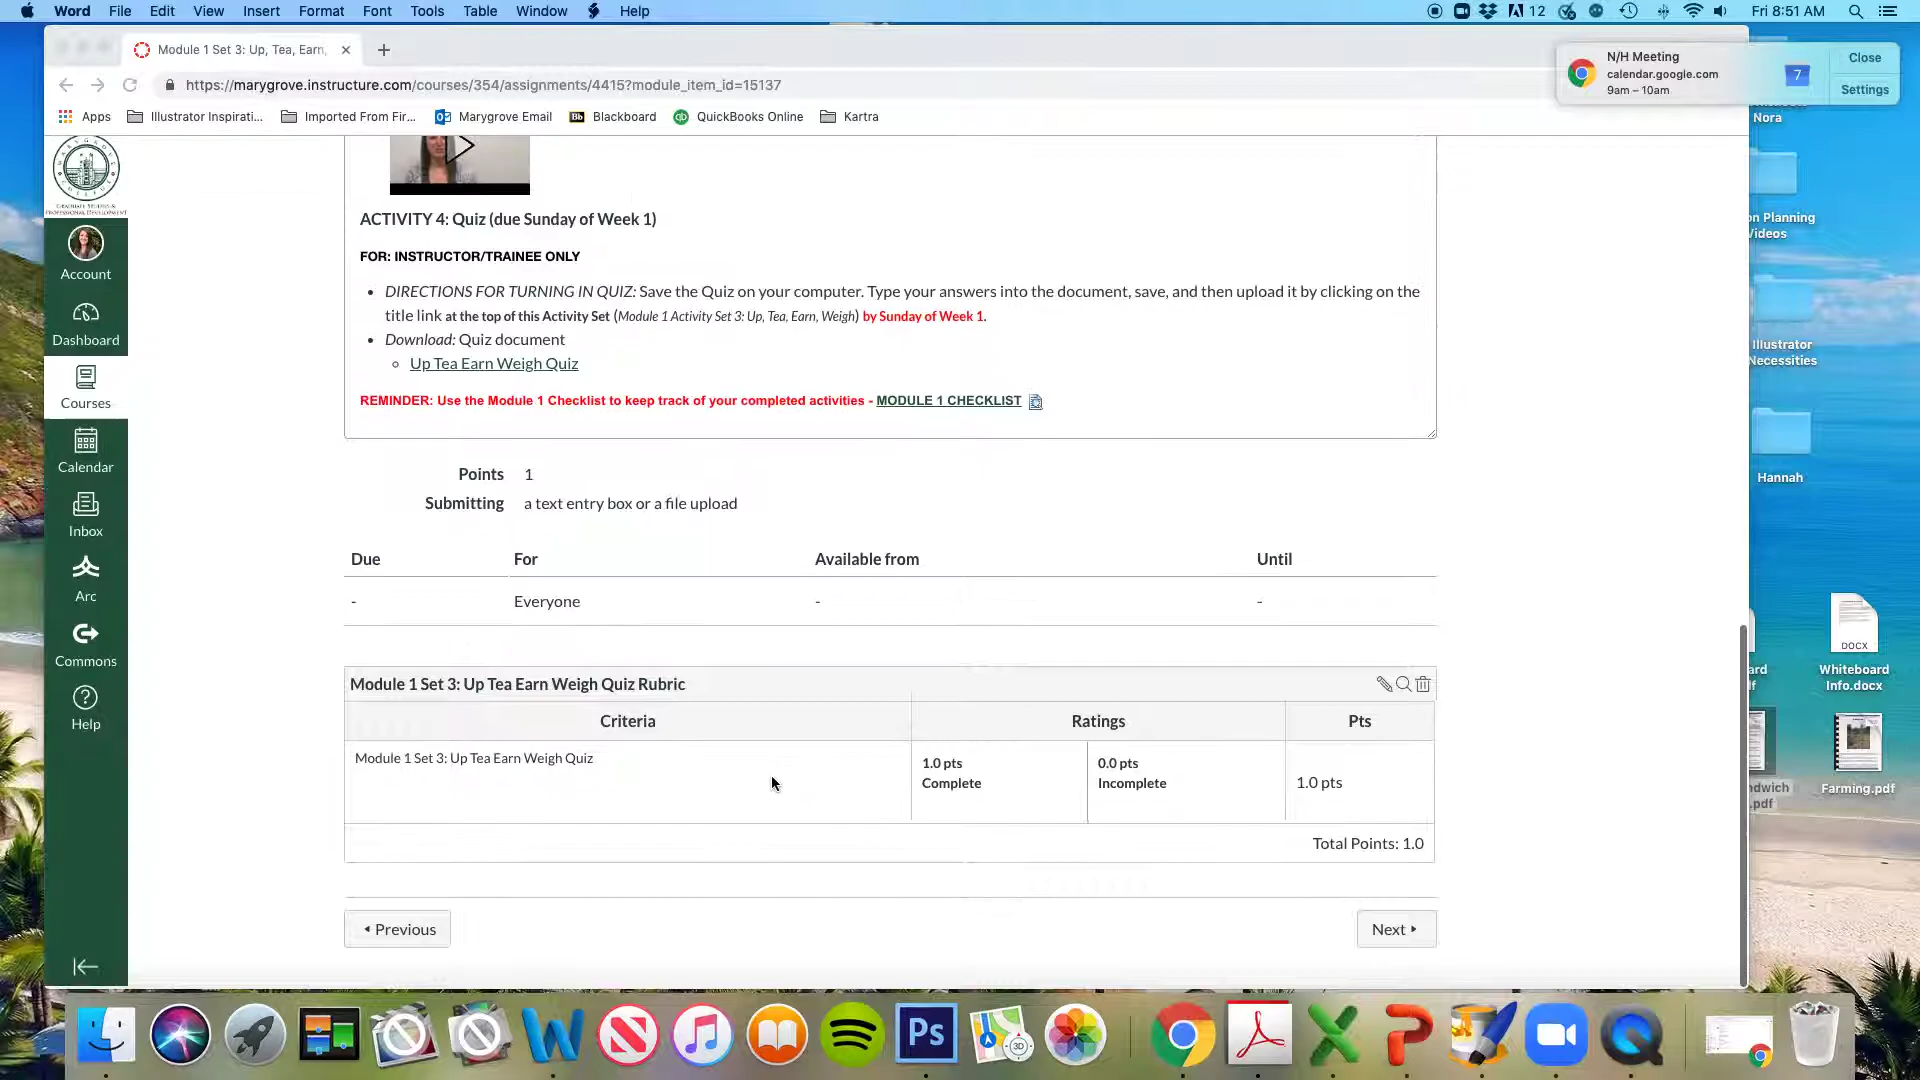 Word File Edit View Insert Format Font Tools Table Window Help
12 Fri 8:51 AM
Module 1 Set 3: Up, Tea, Earn,
https://marygrove.instructure.com/courses/354/assignments/4415?module_item_id=15137
Apps Illustrator Inspirati... Imported From Fir... Marygrove Email Bb Blackboard qb QuickBooks Online Kartra
N/H Meeting
calendar.google.com
9am – 10am
7
Close
Settings
Nora
on Planning
Videos
Illustrator
Necessities
Hannah
DOCX
Whiteboard
Info.docx
ard
lf
ndwich
.pdf
Farming.pdf
Account
Dashboard
Courses
Calendar
Inbox
Arc
Commons
Help
ACTIVITY 4: Quiz (due Sunday of Week 1)
FOR: INSTRUCTOR/TRAINEE ONLY
DIRECTIONS FOR TURNING IN QUIZ: Save the Quiz on your computer. Type your answers into the document, save, and then upload it by clicking on the
title link at the top of this Activity Set (Module 1 Activity Set 3: Up, Tea, Earn, Weigh) by Sunday of Week 1.
Download: Quiz document
Up Tea Earn Weigh Quiz
REMINDER: Use the Module 1 Checklist to keep track of your completed activities - MODULE 1 CHECKLIST
Points 1
Submitting a text entry box or a file upload
Due For Available from Until
- Everyone - -
Module 1 Set 3: Up Tea Earn Weigh Quiz Rubric
Criteria Ratings Pts
Module 1 Set 3: Up Tea Earn Weigh Quiz
1.0 pts
Complete
0.0 pts
Incomplete
1.0 pts
Total Points: 1.0
Previous
Next
Ps
3D